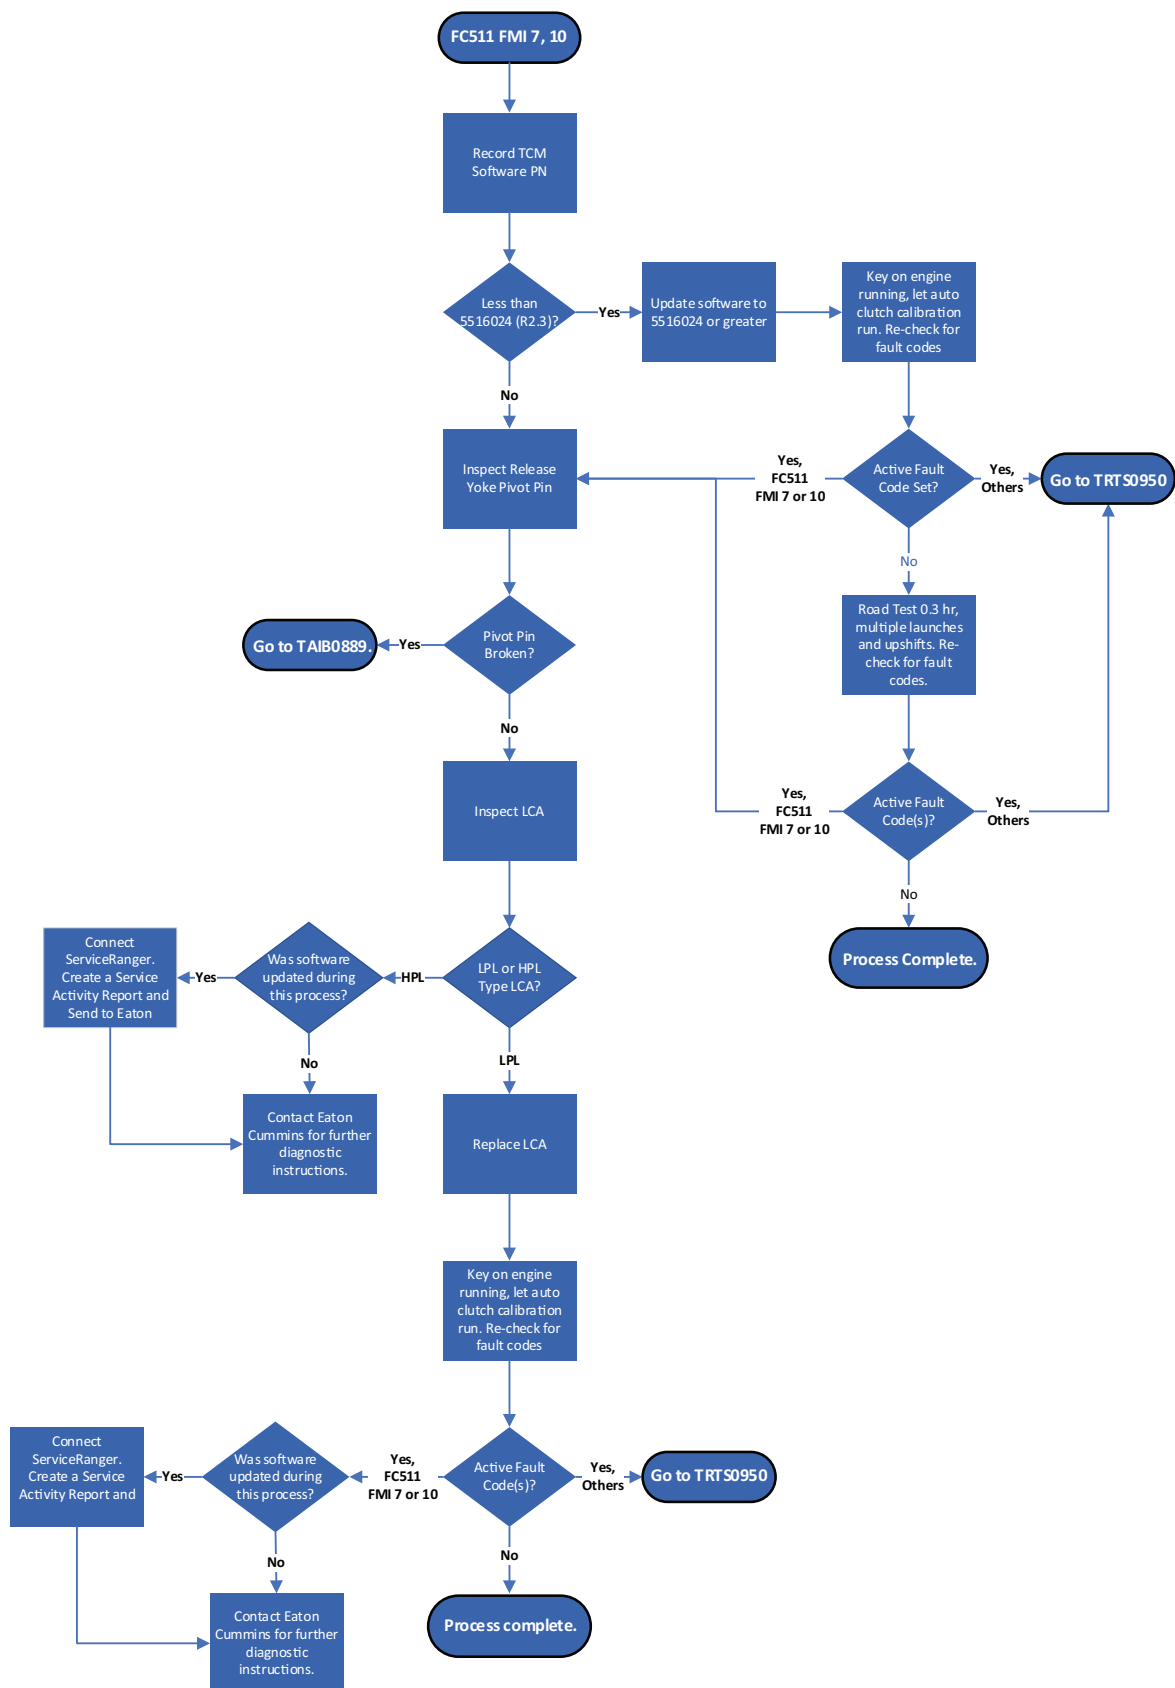 FC511 FMI 7, 10
Record TCM
Software PN
Less than
5516024 (R2.3)?
Yes
Update software to
5516024 or greater
Key on engine
running, let auto
clutch calibration
run. Re-check for
fault codes
No
Inspect Release
Yoke Pivot Pin
Yes,
FC511
FMI 7 or 10
Active Fault
Code Set?
Yes,
Others
Go to TRTS0950
No
Road Test 0.3 hr,
multiple launches
and upshifts. Re-
check for fault
codes.
Go to TAIB0889.
Yes
Pivot Pin
Broken?
No
Inspect LCA
Yes,
FC511
FMI 7 or 10
Active Fault
Code(s)?
Yes,
Others
No
Process Complete.
Connect
ServiceRanger.
Create a Service
Activity Report and
Send to Eaton
Yes
Was software
updated during
this process?
HPL
LPL or HPL
Type LCA?
No
LPL
Contact Eaton
Cummins for further
diagnostic
instructions.
Replace LCA
Key on engine
running, let auto
clutch calibration
run. Re-check for
fault codes
Connect
ServiceRanger.
Create a Service
Activity Report and
Yes
Was software
updated during
this process?
Yes,
FC511
FMI 7 or 10
Active Fault
Code(s)?
Yes,
Others
Go to TRTS0950
No
No
Contact Eaton
Cummins for further
diagnostic
instructions.
Process complete.